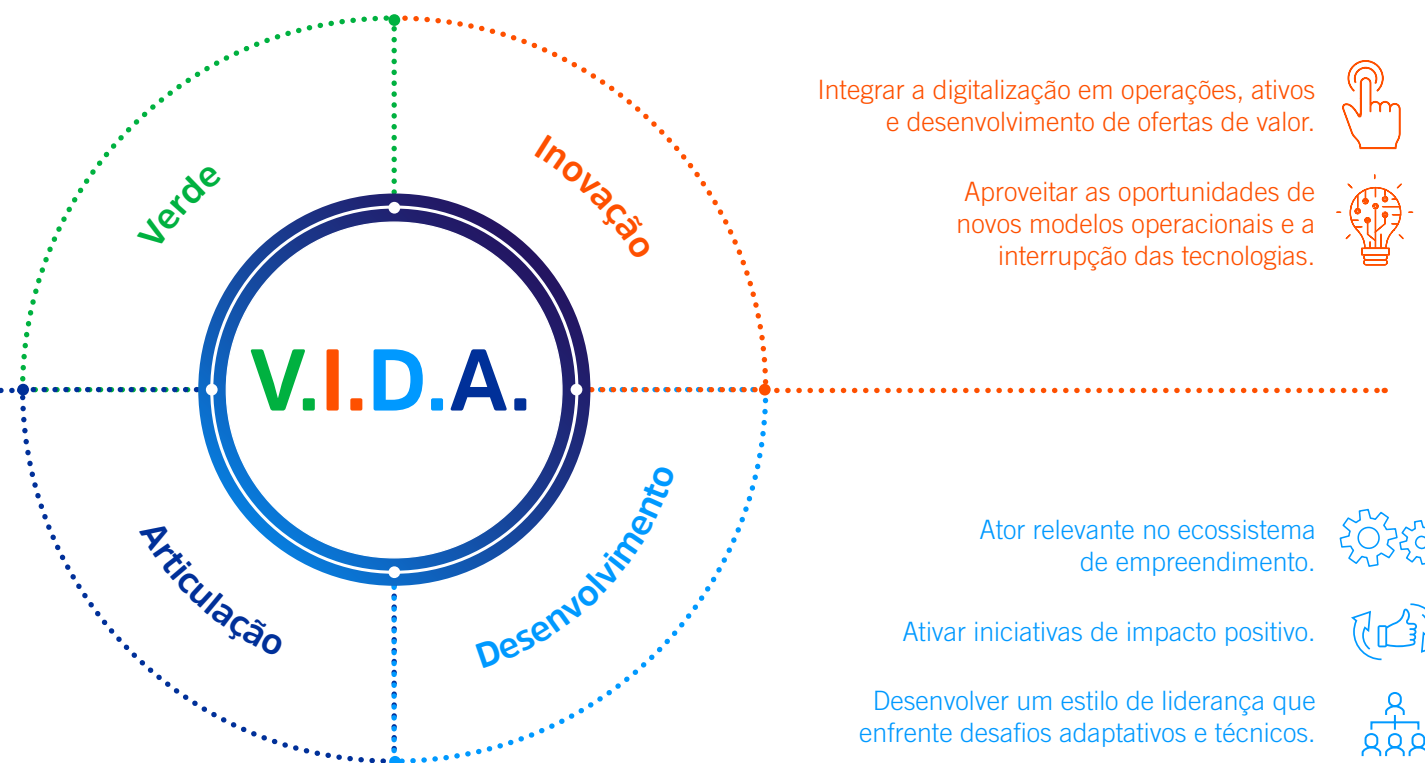 Verde
Inovação
V.I.D.A.
Articulação
Desenvolvimento
Integrar a digitalização em operações, ativos
e desenvolvimento de ofertas de valor.
Aproveitar as oportunidades de
novos modelos operacionais e a
interrupção das tecnologias.
Ator relevante no ecossistema
de empreendimento.
Ativar iniciativas de impacto positivo.
Desenvolver um estilo de liderança que
enfrente desafios adaptativos e técnicos.